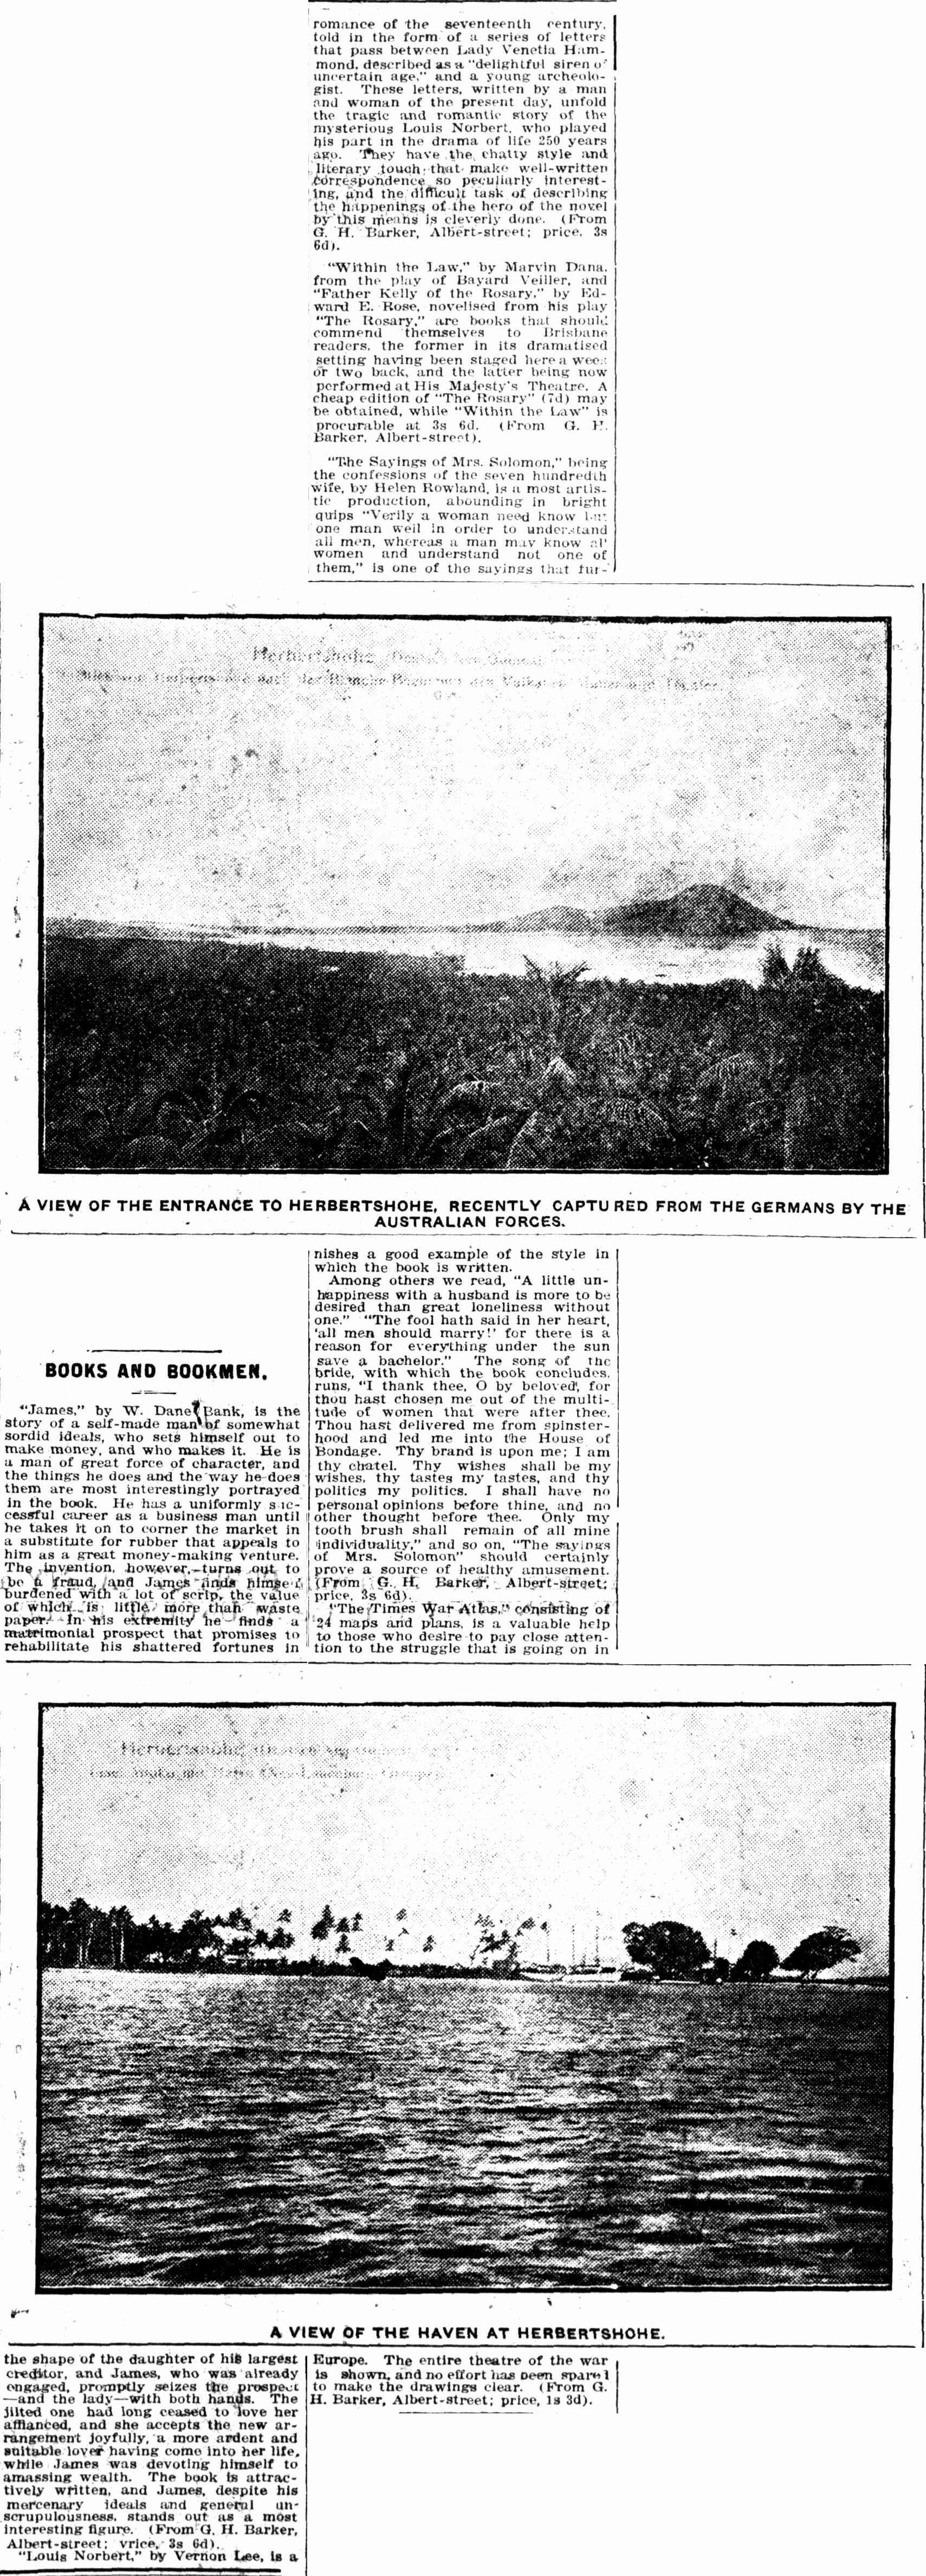 BOOKS AND BOOKMEN.
"James," by W. Dane Bank, is the
story of a self-made man of somewhat
sordid ideals, who sets himself out to
make money, and who makes it. He is
a man of great force of character, and
the things he does and the way he does
them are most interestingly portrayed
in the book. He has a uniformly suc-
cessful career as a business man until
he takes it on to corner the market in
a substitute for rubber that appeals to
him as a great money-making venture.
The invention, however, turns out to
be a fraud, and James finds himself
burdened with a lot of scrip, the value
of which is little more than waste
paper. In his extremity he finds a
matrimonial prospect that promises to
rehabilitate his shattered fortunes in
the shape of the daughter of his largest
creditor, and James, who was already
engaged, promptly seizes the prospect
—and the lady—with both hands. The
jilted one had long ceased to love her
affianced, and she accepts the new ar-
rangement joyfully, a more ardent and
suitable lover having come into her life,
while James was devoting himself to
amassing wealth. The book is attrac-
tively written, and James, despite his
mercenary ideals and general un-
scrupulousness, stands out as a most
interesting figure. (From G. H. Barker,
Albert-street; vrice, 3s 6d).
"Louis Norbert," by Vernon Lee, is a
romance of the seventeenth century,
told in the form of a series of letters
that pass between Lady Venetia Ham-
mond, described as a "delightful siren of
uncertain age," and a young archeolo-
gist. These letters, written by a man
and woman of the present day, unfold
the tragic and romantic story of the
mysterious Louis Norbert, who played
his part in the drama of life 250 years
ago. They have the chatty style and
literary touch that make well-written
correspondence so peculiarly interest-
ing, and the difficult task of describing
the happenings of the hero of the novel
by this means is cleverly done. (From
G. H. Barker, Albert-street; price, 3s
6d).
"Within the Law," by Marvin Dana,
from the play of Bayard Veiller, and
"Father Kelly of the Rosary," by Ed-
ward E. Rose, novelised from his play
"The Rosary," are books that should
commend themselves to Brisbane
readers, the former in its dramatised
setting having been staged here a week
or two back, and the latter being now
performed at His Majesty's Theatre. A
cheap edition of "The Rosary" (7d) may
be obtained, while "Within the Law" is
procurable at 3s 6d. (From G. H.
Barker, Albert-street).
"The Sayings of Mrs. Solomon," being
the confessions of the seven hundredth
wife, by Helen Rowland, is a most artis-
tic production, abounding in bright
quips "Verily a woman need know but
one man well in order to understand
all men, whereas a man may know all
women and understand not one of
them," is one of the sayings that fur-
nishes a good example of the style in
which the book is written.
Among others we read, "A little un-
happiness with a husband is more to be
desired than great loneliness without
one." "The fool hath said in her heart,
'all men should marry!' for there is a
reason for everything under the sun
save a bachelor." The song of the
bride, with which the book concludes,
runs, "I thank thee, O by beloved, for
thou hast chosen me out of the multi-
tude of women that were after thee.
Thou hast delivered me from spinster-
hood and led me into the House of
Bondage. Thy brand is upon me; I am
thy chatel. Thy wishes shall be my
wishes, thy tastes my tastes, and thy
politics my politics. I shall have no
personal opinions before thine, and no
other thought before thee. Only my
tooth brush shall remain of all mine
individuality," and so on, "The sayings
of Mrs. Solomon" should certainly
prove a source of healthy amusement.
(From G. H. Barker, Albert-street;
price, 3s 6d).
"The Times War Atlas," consisting of
24 maps and plans, is a valuable help
to those who desire to pay close atten-
tion to the struggle that is going on in
Europe. The entire theatre of the war
is shown, and no effort has been spared
to make the drawings clear. (From G.
H. Barker, Albert-street; price, 1s 3d).
Herbertshöhe
A VIEW OF THE ENTRANCE TO HERBERTSHOHE, RECENTLY CAPTURED FROM THE GERMANS BY THE
AUSTRALIAN FORCES.
Herbertshöhe
A VIEW OF THE HAVEN AT HERBERTSHOHE.